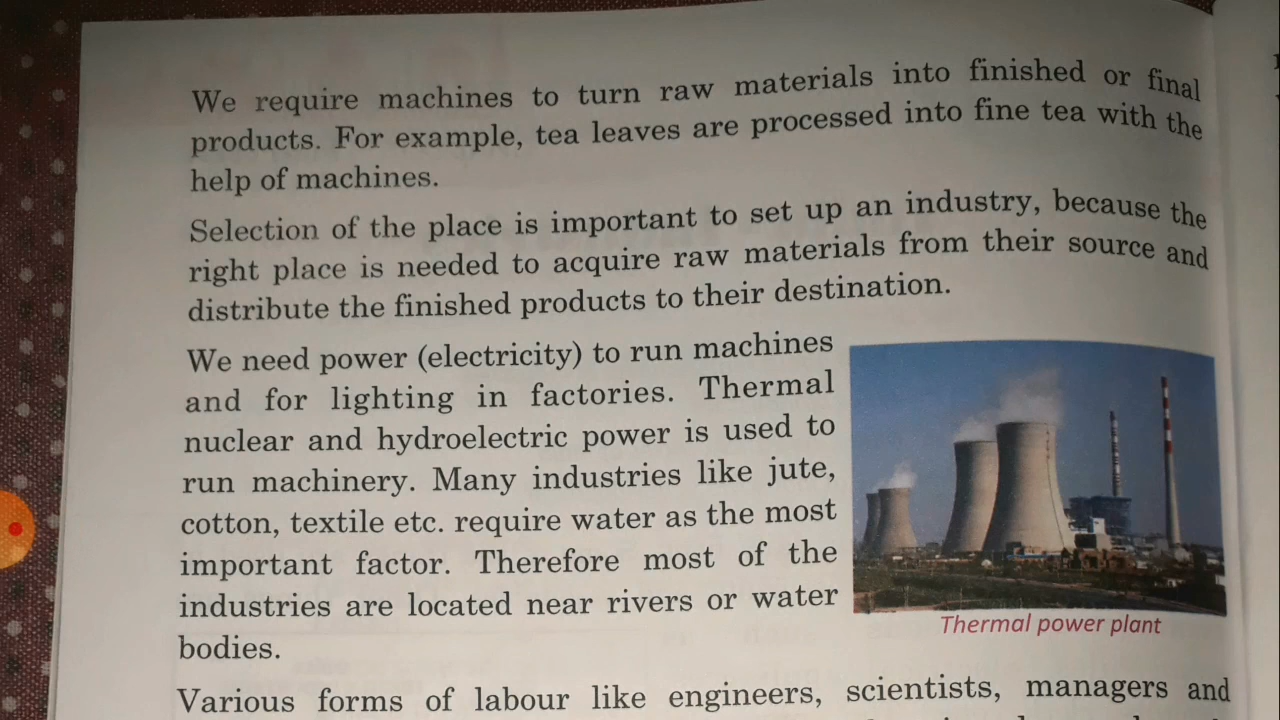 We require machines to turn raw materials into finished or final
products. For example, tea leaves are processed into fine tea with the
help of machines.
Selection of the place is important to set up an industry, because the
right place is needed to acquire raw materials from their source and
distribute the finished products to their destination.
We need power (electricity) to run machines
and for lighting in factories. Thermal
nuclear and hydroelectric power is used to
run machinery. Many industries like jute,
cotton, textile etc. require water as the most
important factor. Therefore most of the
industries are located near rivers or water
bodies.
Thermal power plant
Various forms of labour like engineers, scientists, managers and